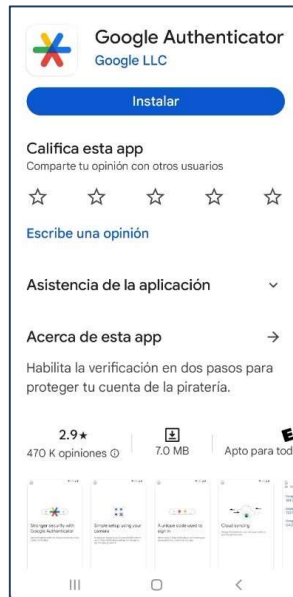 Google Authenticator
Google LLC
Instalar
Califica esta app
Comparte tu opinión con otros usuarios
Escribe una opinión
Asistencia de la aplicación
Acerca de esta app
Habilita la verificación en dos pasos para
proteger tu cuenta de la piratería.
2.9★
470 K opiniones
7.0 MB
Apto para tod
Stronger security with
Google Authenticator
Simple setup using your
camera
A unique code used to
sign in
Cloud syncing